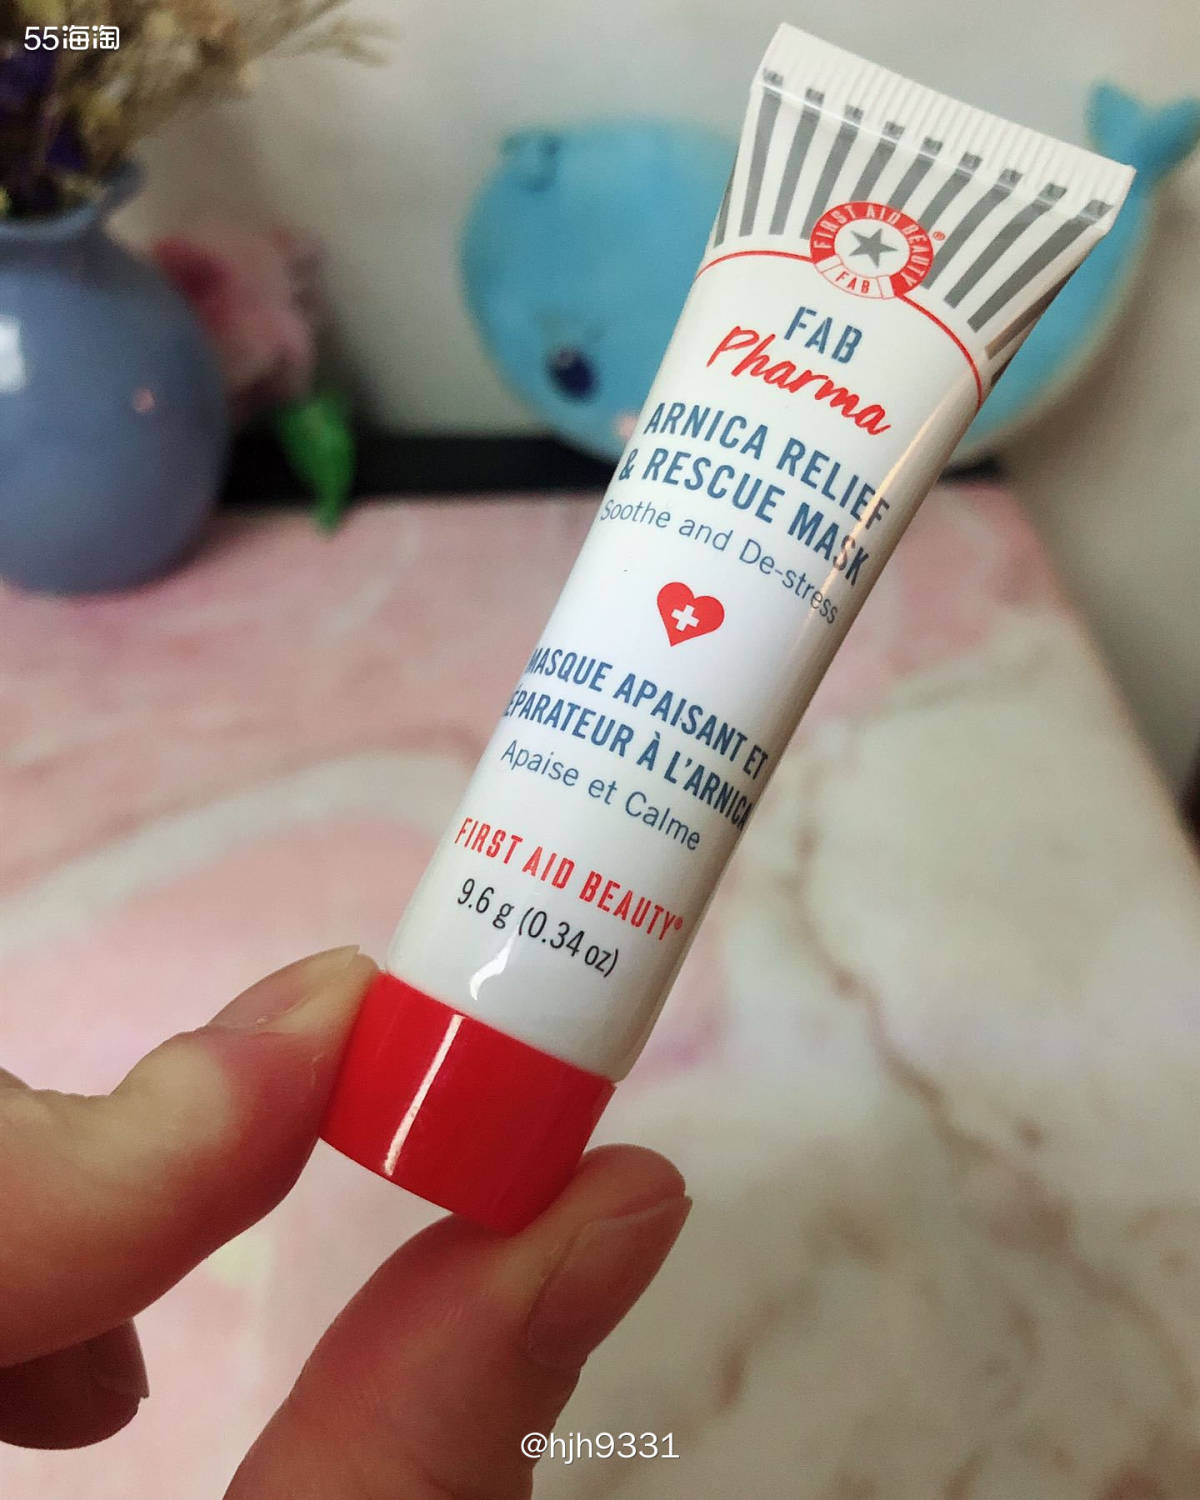 55海淘
FIRST AID BEAUTY®
FAB
FAB
Pharma
ARNICA RELIEF
& RESCUE MASK
Soothe and De-stress
MASQUE APAISANT ET
RÉPARATEUR À L'ARNICA
Apaise et Calme
FIRST AID BEAUTY®
9.6 g (0.34 oz)
@hjh9331